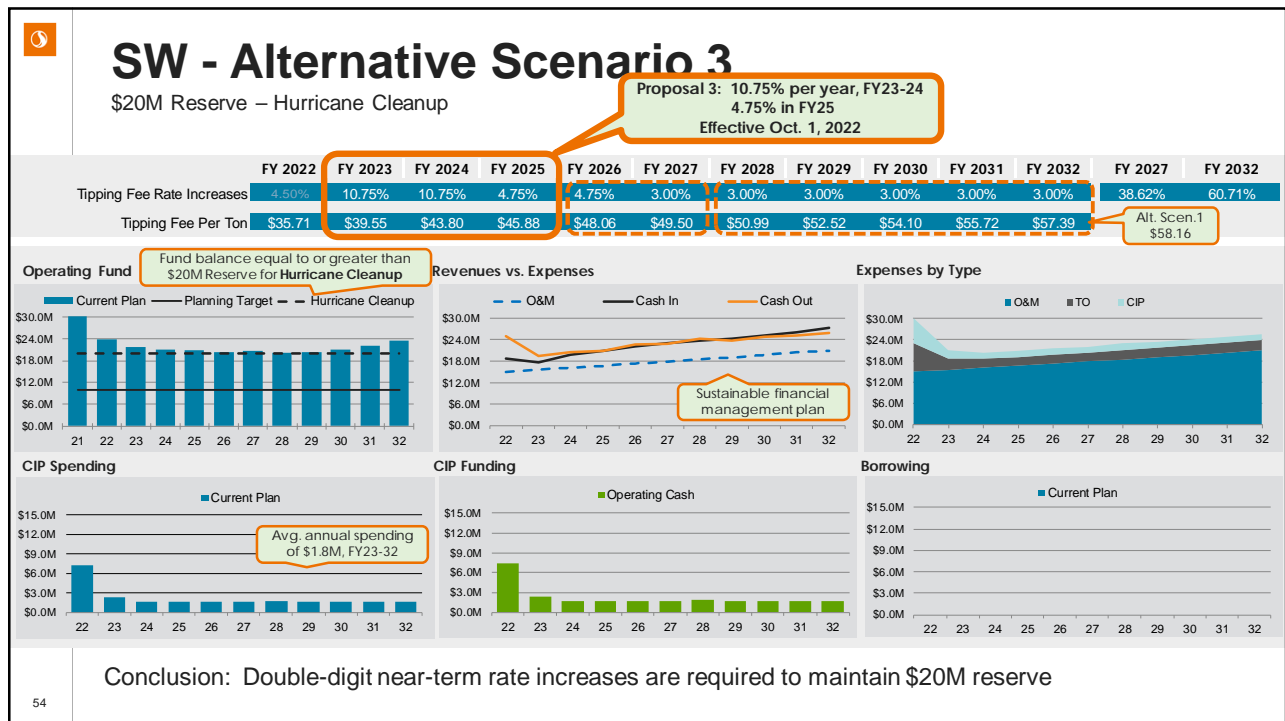 SW - Alternative Scenario 3
$20M Reserve – Hurricane Cleanup
Proposal 3: 10.75% per year, FY23-24
4.75% in FY25
Effective Oct. 1, 2022
FY 2022 FY 2023 FY 2024 FY 2025 FY 2026 FY 2027 FY 2028 FY 2029 FY 2030 FY 2031 FY 2032 FY 2027 FY 2032
Tipping Fee Rate Increases 4.50% 10.75% 10.75% 4.75% 4.75% 3.00% 3.00% 3.00% 3.00% 3.00% 3.00% 38.62% 60.71%
Tipping Fee Per Ton $35.71 $39.55 $43.80 $45.88 $48.06 $49.50 $50.99 $52.52 $54.10 $55.72 $57.39
Alt. Scen.1
$58.16
Operating Fund
Fund balance equal to or greater than
$20M Reserve for Hurricane Cleanup
Current Plan Planning Target Hurricane Cleanup
$30.0M
$24.0M
$18.0M
$12.0M
$6.0M
$0.0M
21 22 23 24 25 26 27 28 29 30 31 32
Revenues vs. Expenses
O&M Cash In Cash Out
$30.0M
$24.0M
$18.0M
$12.0M
$6.0M
$0.0M
Sustainable financial
management plan
22 23 24 25 26 27 28 29 30 31 32
Expenses by Type
O&M TO CIP
$30.0M
$24.0M
$18.0M
$12.0M
$6.0M
$0.0M
22 23 24 25 26 27 28 29 30 31 32
CIP Spending
Current Plan
$15.0M
$12.0M
$9.0M
$6.0M
$3.0M
$0.0M
Avg. annual spending
of $1.8M, FY23-32
22 23 24 25 26 27 28 29 30 31 32
CIP Funding
Operating Cash
$15.0M
$12.0M
$9.0M
$6.0M
$3.0M
$0.0M
22 23 24 25 26 27 28 29 30 31 32
Borrowing
Current Plan
$15.0M
$12.0M
$9.0M
$6.0M
$3.0M
$0.0M
22 23 24 25 26 27 28 29 30 31 32
Conclusion: Double-digit near-term rate increases are required to maintain $20M reserve
54